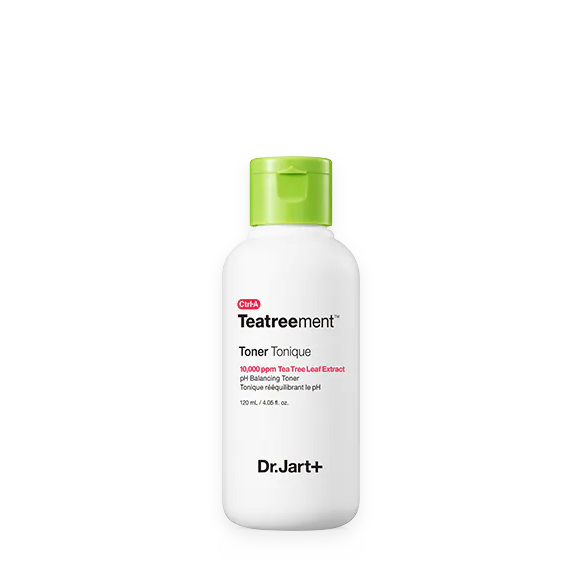 Ctrl-A
Teatreement™
Toner Tonique
10,000 ppm Tea Tree Leaf Extract
pH Balancing Toner
Tonique rééquilibrant le pH
120 mL / 4.05 fl. oz.
Dr.Jart+